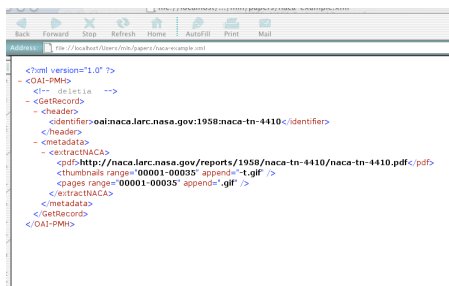 Back Forward Stop Refresh Home AutoFill Print Mail
Address: file://localhost/Users/mln/papers/naca-example.xml
<?xml version="1.0" ?>
- <OAI-PMH>
<!-- deletia -->
- <GetRecord>
- <header>
<identifier>oai:naca.larc.nasa.gov:1958:naca-tn-4410</identifier>
</header>
- <metadata>
- <extractNACA>
<pdf>http://naca.larc.nasa.gov/reports/1958/naca-tn-4410/naca-tn-4410.pdf</pdf>
<thumbnails range="00001-00035" append="-t.gif" />
<pages range="00001-00035" append=".gif" />
</extractNACA>
</metadata>
</GetRecord>
</OAI-PMH>